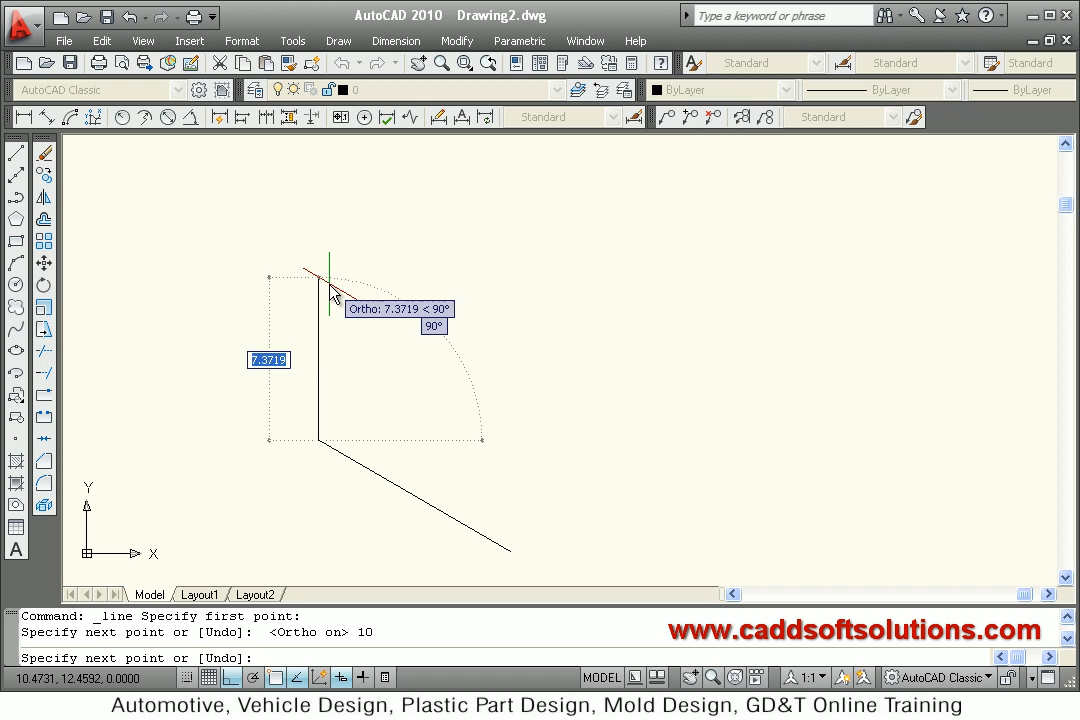 AutoCAD 2010 Drawing2.dwg
Type a keyword or phrase
File Edit View Insert Format Tools Draw Dimension Modify Parametric Window Help
Standard Standard Standard
AutoCAD Classic 0 ByLayer ByLayer ByLayer
Standard Standard
Ortho: 7.3719 < 90°
90°
7.3719
Y
X
A
Model Layout1 Layout2
Command: _line Specify first point:
Specify next point or [Undo]: <Ortho on> 10
www.caddsoftsolutions.com
Specify next point or [Undo]:
10.4731, 12.4592, 0.0000 MODEL 1:1 AutoCAD Classic
Automotive, Vehicle Design, Plastic Part Design, Mold Design, GD&T Online Training